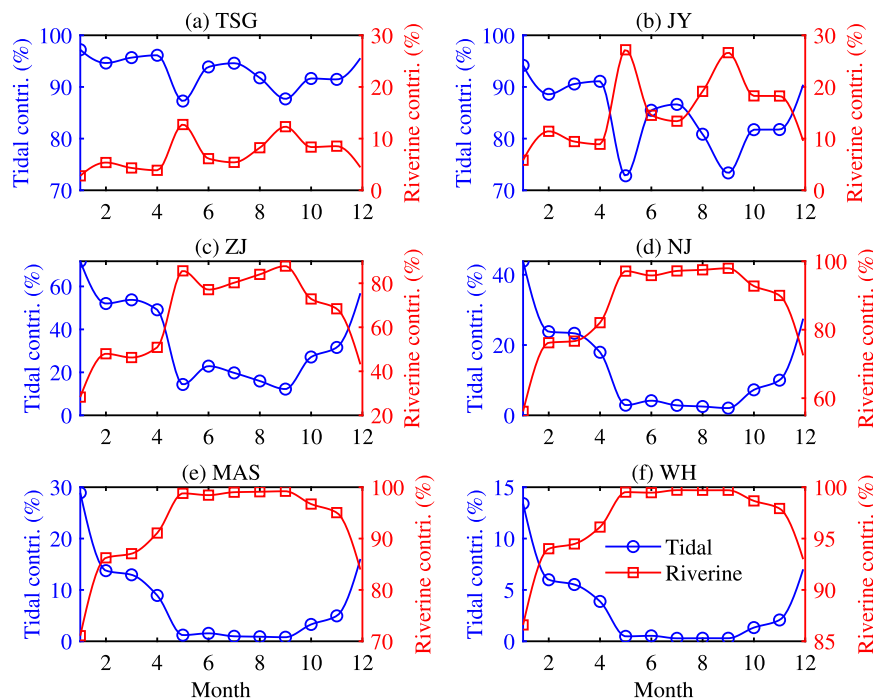 (a) TSG
(b) JY
Tidal contri. (%)
100
90
80
70
30
20
10
0
Riverine contri. (%)
2 4 6 8 10 12
Tidal contri. (%)
100
90
80
70
30
20
10
0
Riverine contri. (%)
2 4 6 8 10 12
(c) ZJ
(d) NJ
Tidal contri. (%)
60
40
20
0
80
60
40
20
Riverine contri. (%)
2 4 6 8 10 12
Tidal contri. (%)
40
20
0
100
80
60
Riverine contri. (%)
2 4 6 8 10 12
(e) MAS
(f) WH
Tidal contri. (%)
30
20
10
0
100
90
80
70
Riverine contri. (%)
2 4 6 8 10 12
Month
Tidal contri. (%)
15
10
5
0
Tidal
Riverine
100
95
90
85
Riverine contri. (%)
2 4 6 8 10 12
Month